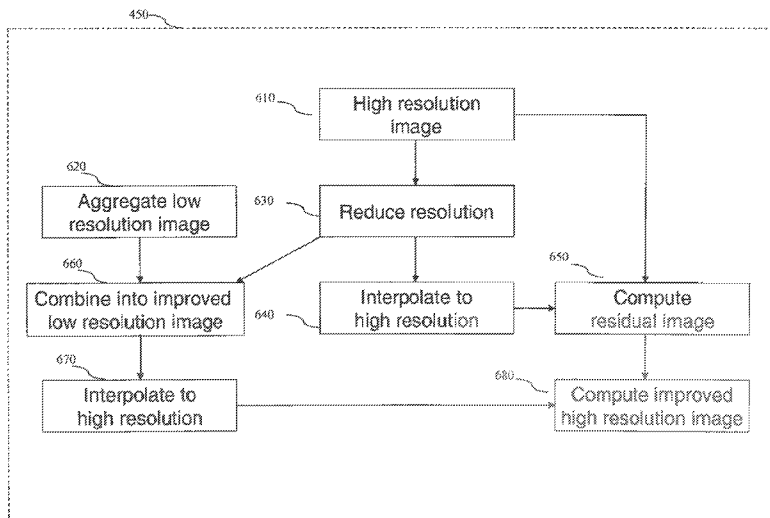 450
610
High resolution
image
620
Aggregate low
resolution image
630
Reduce resolution
660
Combine into improved
low resolution image
640
Interpolate to
high resolution
650
Compute
residual image
670
Interpolate to
high resolution
680
Compute improved
high resolution image